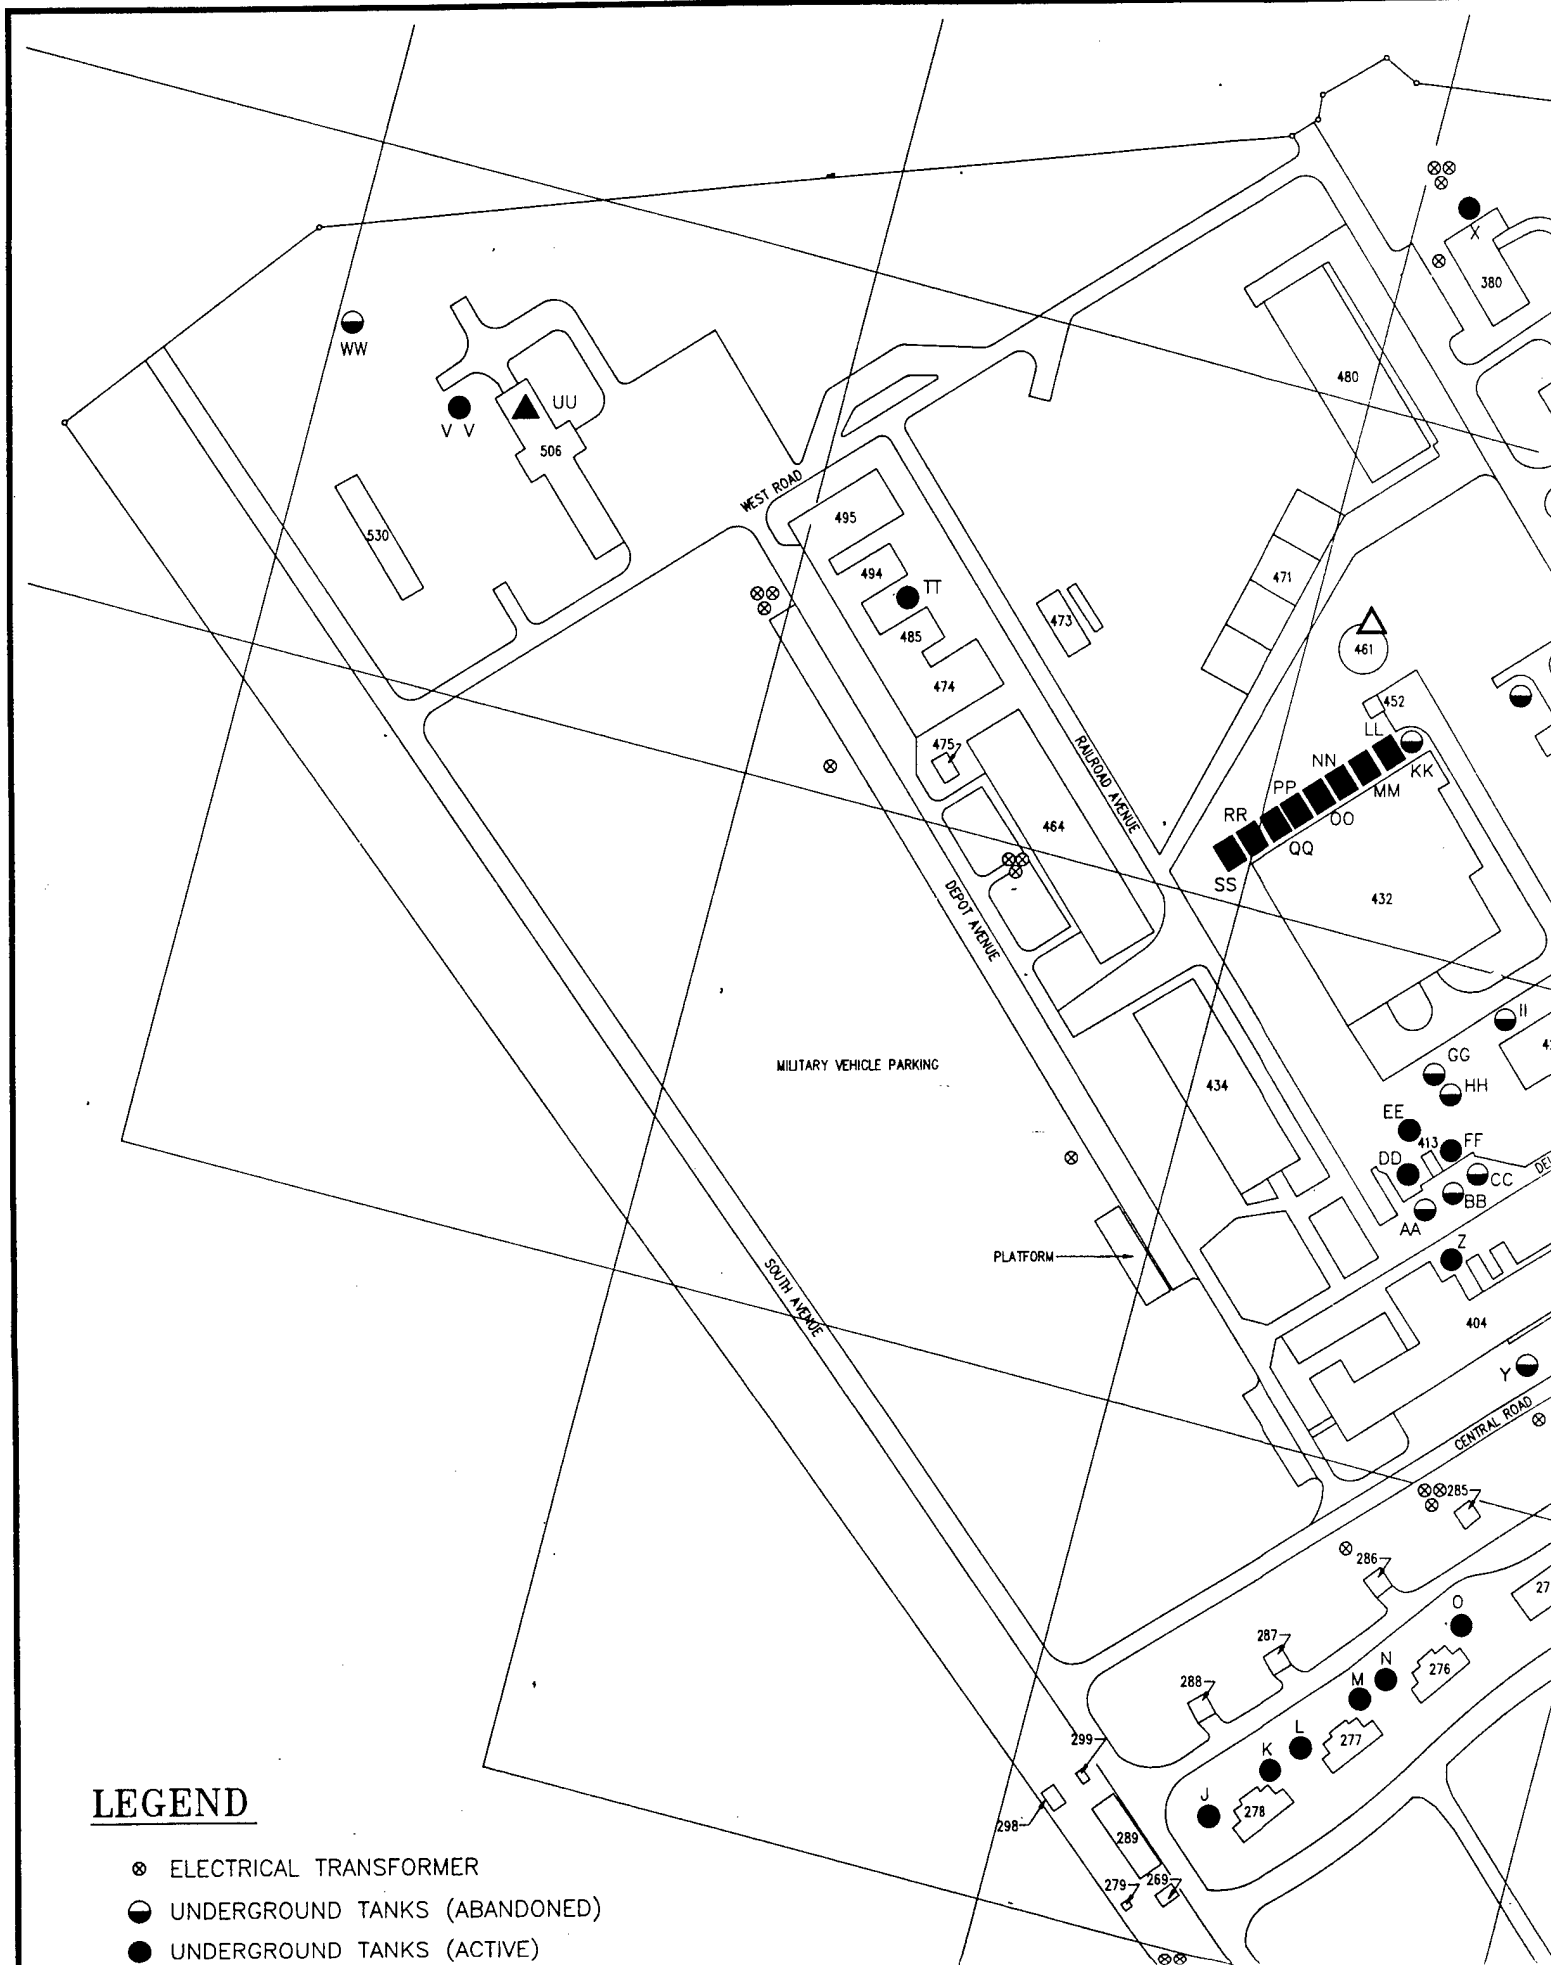 X
380
WW
480
UU
V V
506
WEST ROAD
495
530
494
471
TT
473
485
461
474
452
LL
475
RAILROAD AVENUE
NN
KK
PP
MM
RR
OO
464
QQ
SS
DEPOT AVENUE
432
II
GG
MILITARY VEHICLE PARKING
HH
434
EE
413
FF
DD
CC
BB
AA
Z
PLATFORM
SOUTH AVENUE
404
Y
CENTRAL ROAD
285
286
O
287
N
276
M
288
L
299
277
K
J
278
298
289
279
269
LEGEND
ELECTRICAL TRANSFORMER
UNDERGROUND TANKS (ABANDONED)
UNDERGROUND TANKS (ACTIVE)